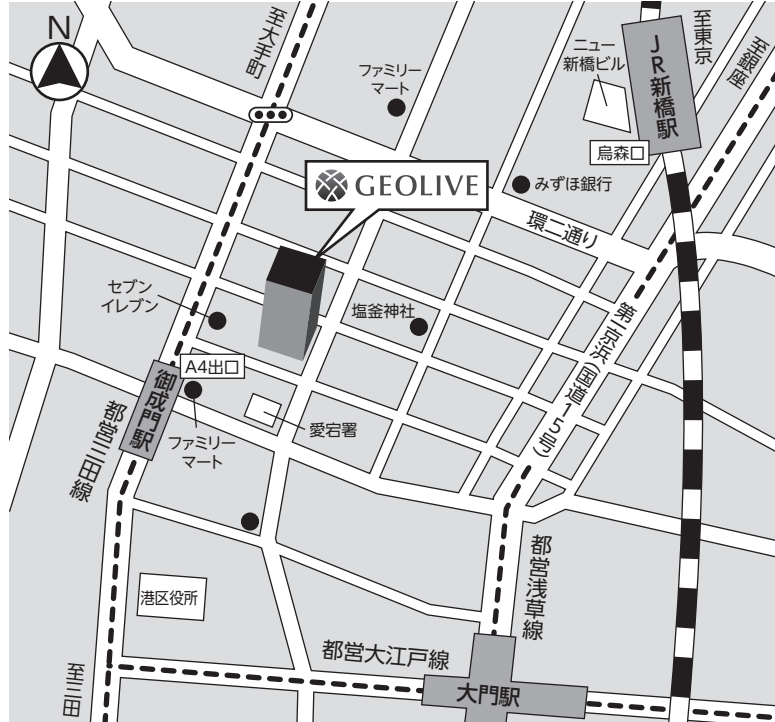 N
至大手町
ファミリー
マート
ニュー
新橋ビル
JR新橋駅
至東京
至銀座
烏森口
GEOLIVE
みずほ銀行
環二通り
セブン
イレブン
塩釜神社
第一京浜(国道15号)
A4出口
御成門駅
ファミリー
マート
愛宕署
都営三田線
都営浅草線
港区役所
都営大江戸線
至三田
大門駅